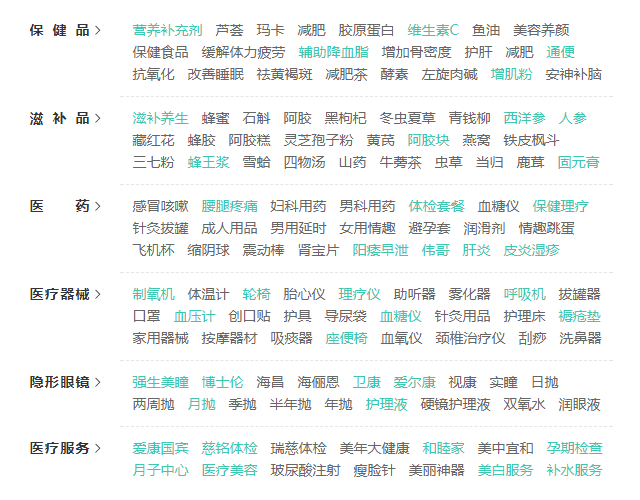 保健品 > 营养补充剂 芦荟 玛卡 减肥 胶原蛋白 维生素C 鱼油 美容养颜
保健食品 缓解体力疲劳 辅助降血脂 增加骨密度 护肝 减肥 通便
抗氧化 改善睡眠 祛黄褐斑 减肥茶 酵素 左旋肉碱 增肌粉 安神补脑
滋补品 > 滋补养生 蜂蜜 石斛 阿胶 黑枸杞 冬虫夏草 青钱柳 西洋参 人参
藏红花 蜂胶 阿胶糕 灵芝孢子粉 黄芪 阿胶块 燕窝 铁皮枫斗
三七粉 蜂王浆 雪蛤 四物汤 山药 牛蒡茶 虫草 当归 鹿茸 固元膏
医药 > 感冒咳嗽 腰腿疼痛 妇科用药 男科用药 体检套餐 血糖仪 保健理疗
针灸拔罐 成人用品 男用延时 女用情趣 避孕套 润滑剂 情趣跳蛋
飞机杯 缩阴球 震动棒 肾宝片 阳痿早泄 伟哥 肝炎 皮炎湿疹
医疗器械 > 制氧机 体温计 轮椅 胎心仪 理疗仪 助听器 雾化器 呼吸机 拔罐器
口罩 血压计 创口贴 护具 导尿袋 血糖仪 针灸用品 护理床 褥疮垫
家用器械 按摩器材 吸痰器 座便椅 血氧仪 颈椎治疗仪 刮痧 洗鼻器
隐形眼镜 > 强生美瞳 博士伦 海昌 海俪恩 卫康 爱尔康 视康 实瞳 日抛
两周抛 月抛 季抛 半年抛 年抛 护理液 硬镜护理液 双氧水 润眼液
医疗服务 > 爱康国宾 慈铭体检 瑞慈体检 美年大健康 和睦家 美中宜和 孕期检查
月子中心 医疗美容 玻尿酸注射 瘦脸针 美丽神器 美白服务 补水服务